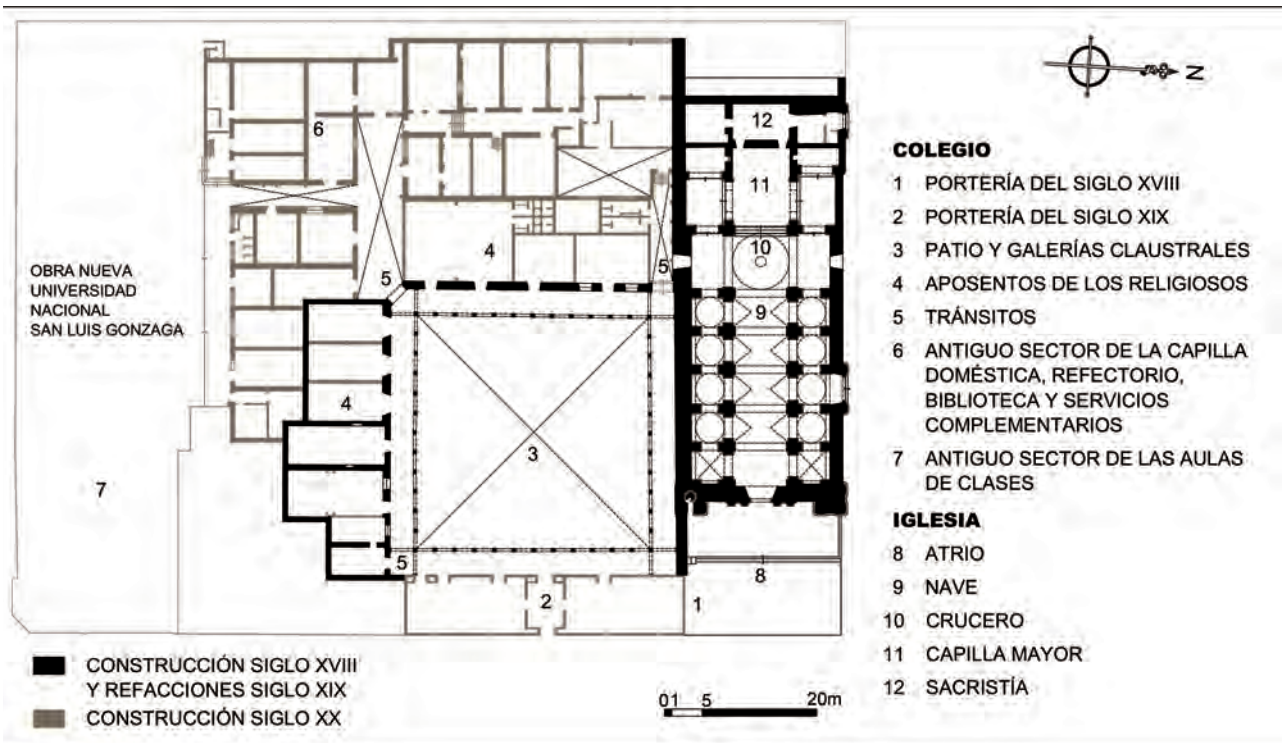 N
6
12
11
10
9
4
5
5
4
3
7
5
2
1
8
OBRA NUEVA
UNIVERSIDAD
NACIONAL
SAN LUIS GONZAGA
CONSTRUCCIÓN SIGLO XVIII
Y REFACCIONES SIGLO XIX
CONSTRUCCIÓN SIGLO XX
01 5 20m
COLEGIO
1 PORTERÍA DEL SIGLO XVIII
2 PORTERÍA DEL SIGLO XIX
3 PATIO Y GALERÍAS CLAUSTRALES
4 APOSENTOS DE LOS RELIGIOSOS
5 TRÁNSITOS
6 ANTIGUO SECTOR DE LA CAPILLA
DOMÉSTICA, REFECTORIO,
BIBLIOTECA Y SERVICIOS
COMPLEMENTARIOS
7 ANTIGUO SECTOR DE LAS AULAS
DE CLASES
IGLESIA
8 ATRIO
9 NAVE
10 CRUCERO
11 CAPILLA MAYOR
12 SACRISTÍA